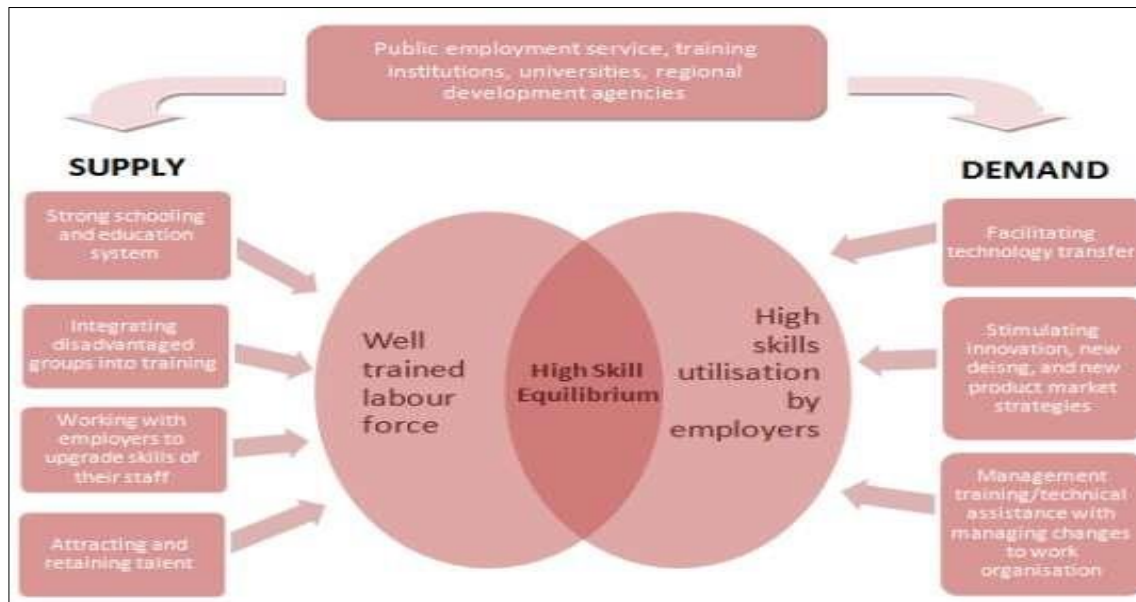 Public employment service, training
institutions, universities, regional
development agencies
SUPPLY
Strong schooling
and education
system
Integrating
disadvantaged
groups into training
Working with
employers to
upgrade skills of
their staff
Attracting and
retaining talent
Well
trained
labour
force
High Skill
Equilibrium
High
skills
utilisation
by
employers
DEMAND
Facilitating
technology transfer
Stimulating
innovation, new
deisng, and new
product market
strategies
Management
training/technical
assistance with
managing changes
to work
organisation